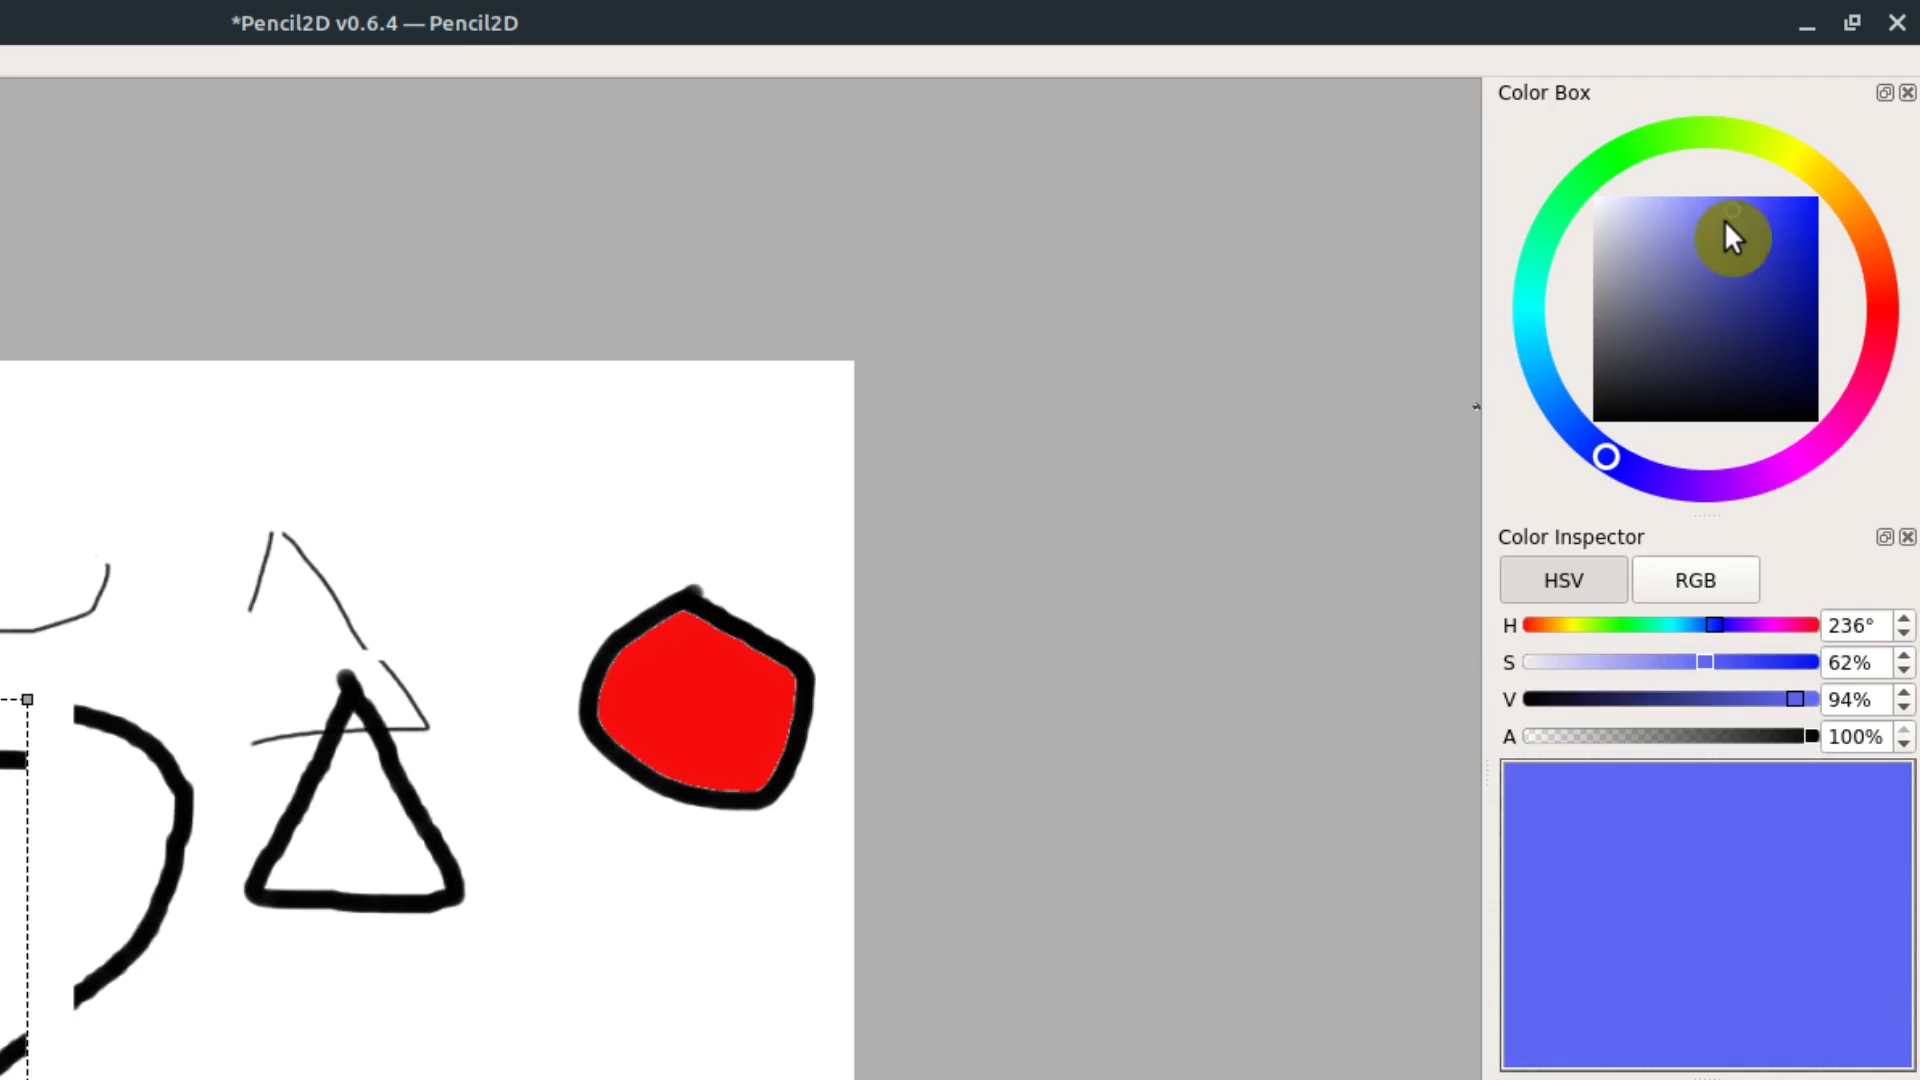 *Pencil2D v0.6.4 — Pencil2D
Color Box
Color Inspector
HSV RGB
H 236°
S 62%
V 94%
A 100%